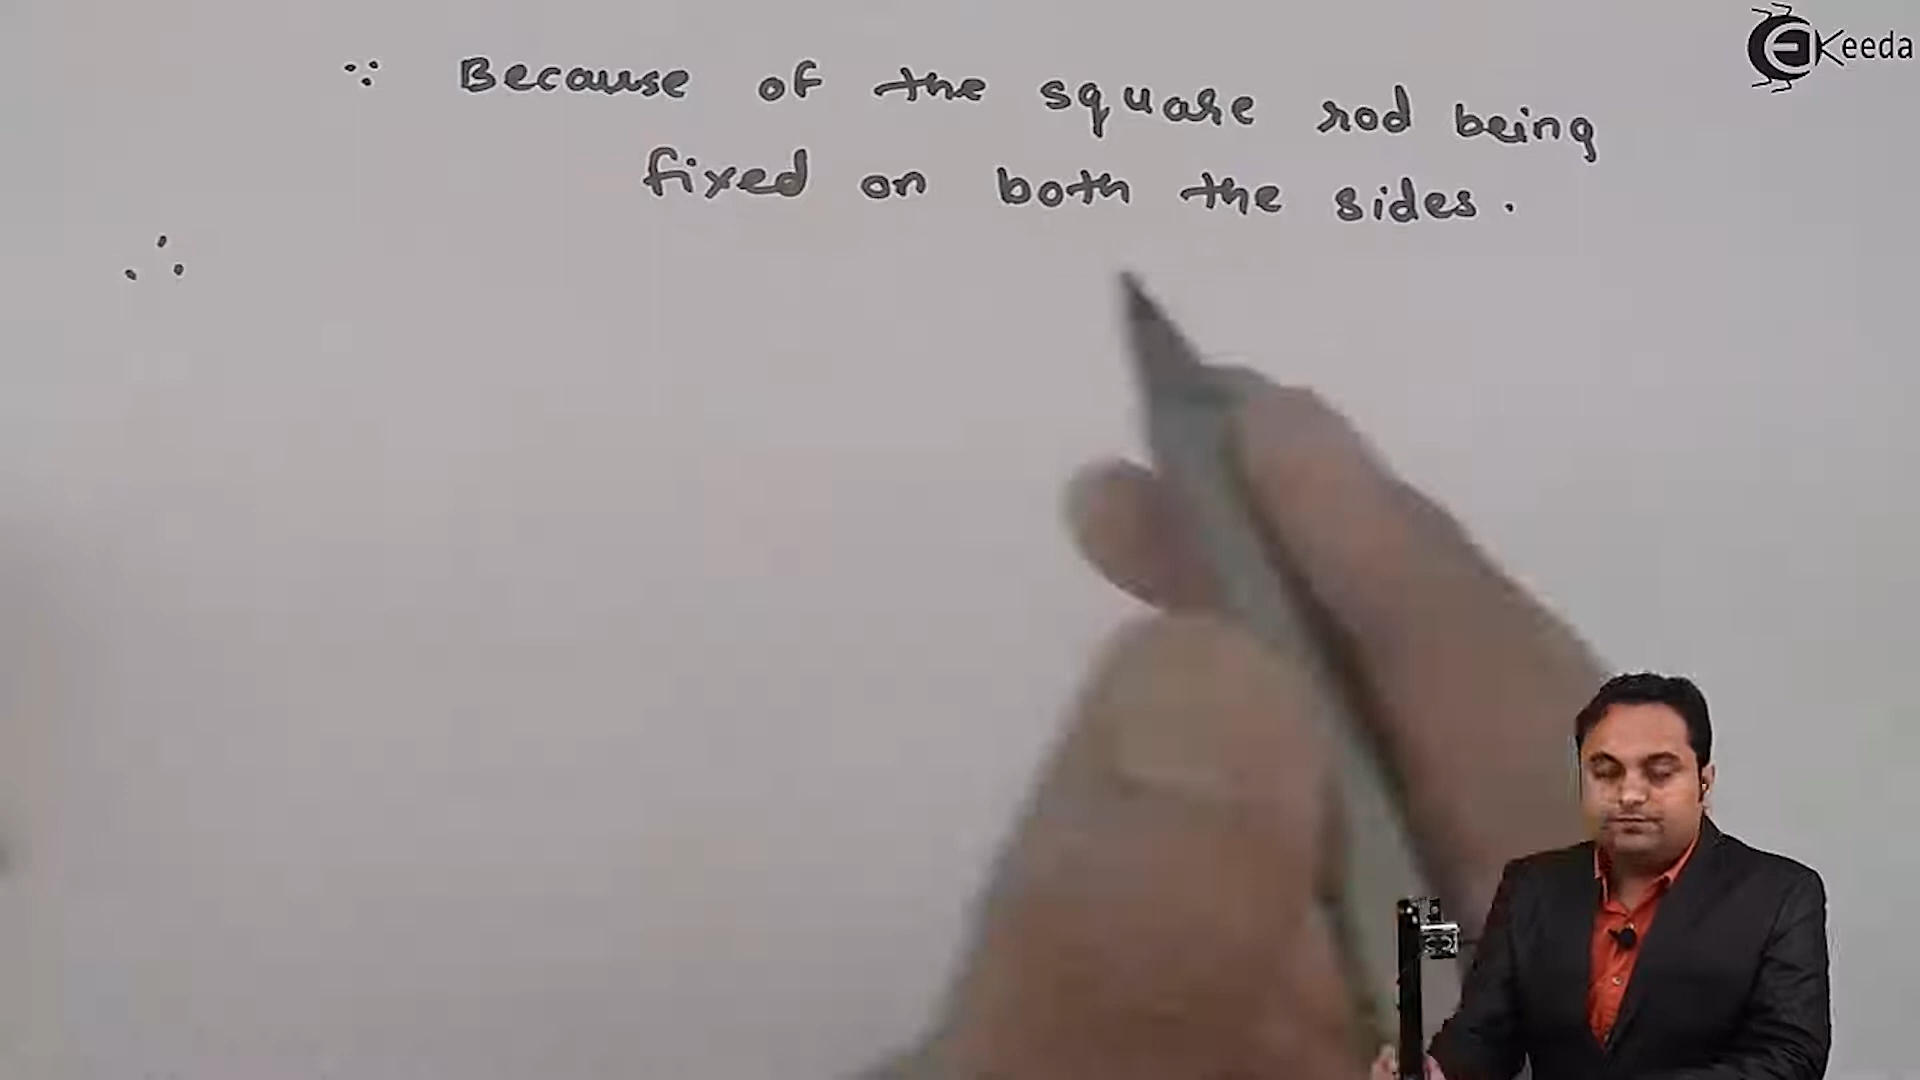 ∵ Because of the square rod being
fixed on both the sides.
∴
Ekeeda